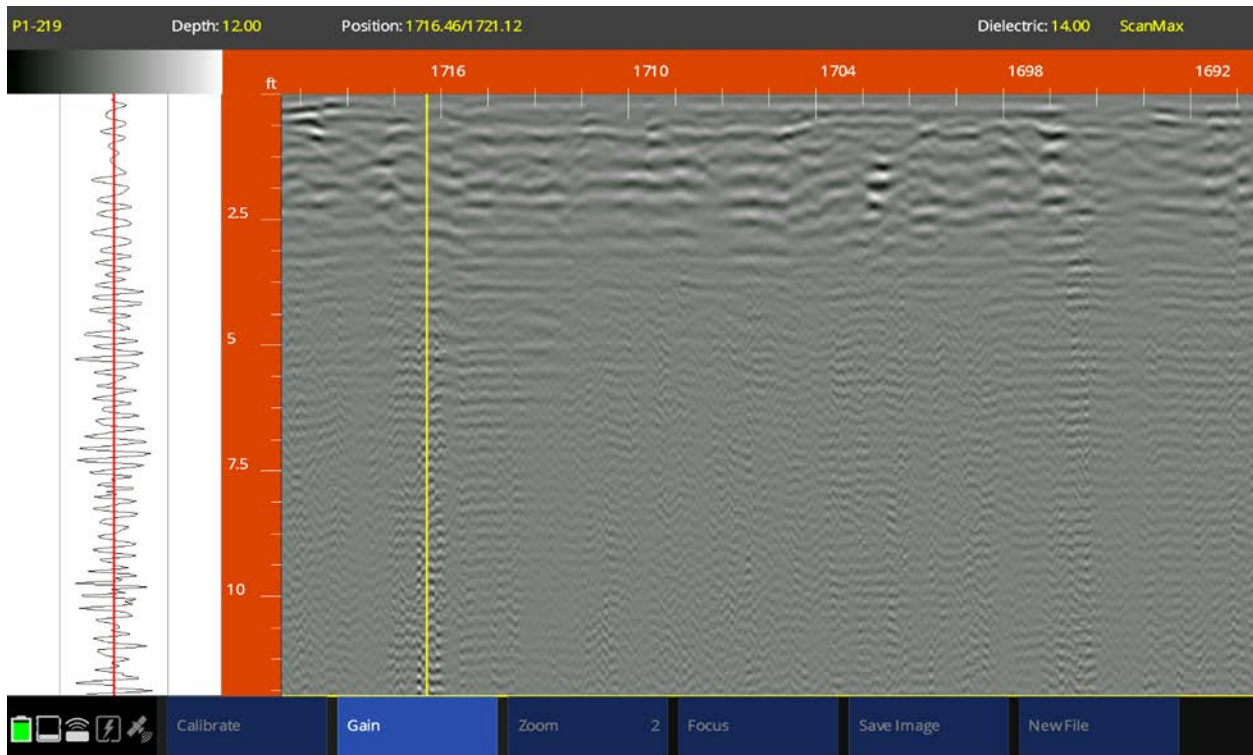 P1-219 Depth: 12.00 Position: 1716.46/1721.12 Dielectric: 14.00 ScanMax
ft 1716 1710 1704 1698 1692
2.5
5
7.5
10
Calibrate Gain Zoom 2 Focus Save Image New File